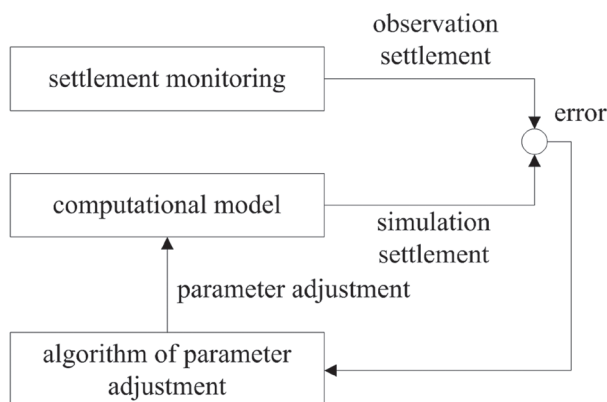 observation
settlement
settlement monitoring
error
computational model
simulation
settlement
parameter adjustment
algorithm of parameter
adjustment